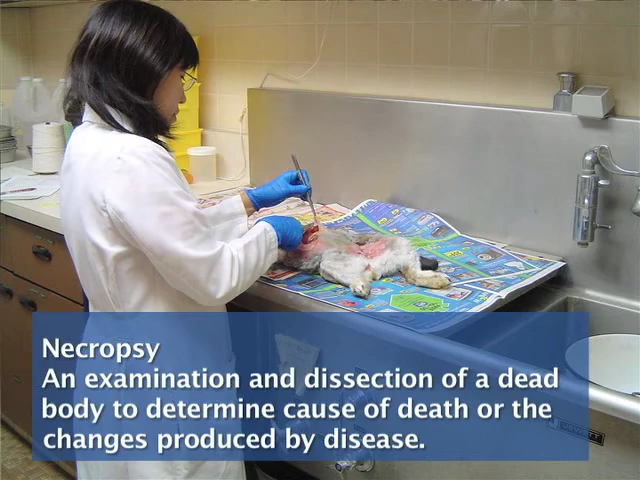 Necropsy
An examination and dissection of a dead
body to determine cause of death or the
changes produced by disease.